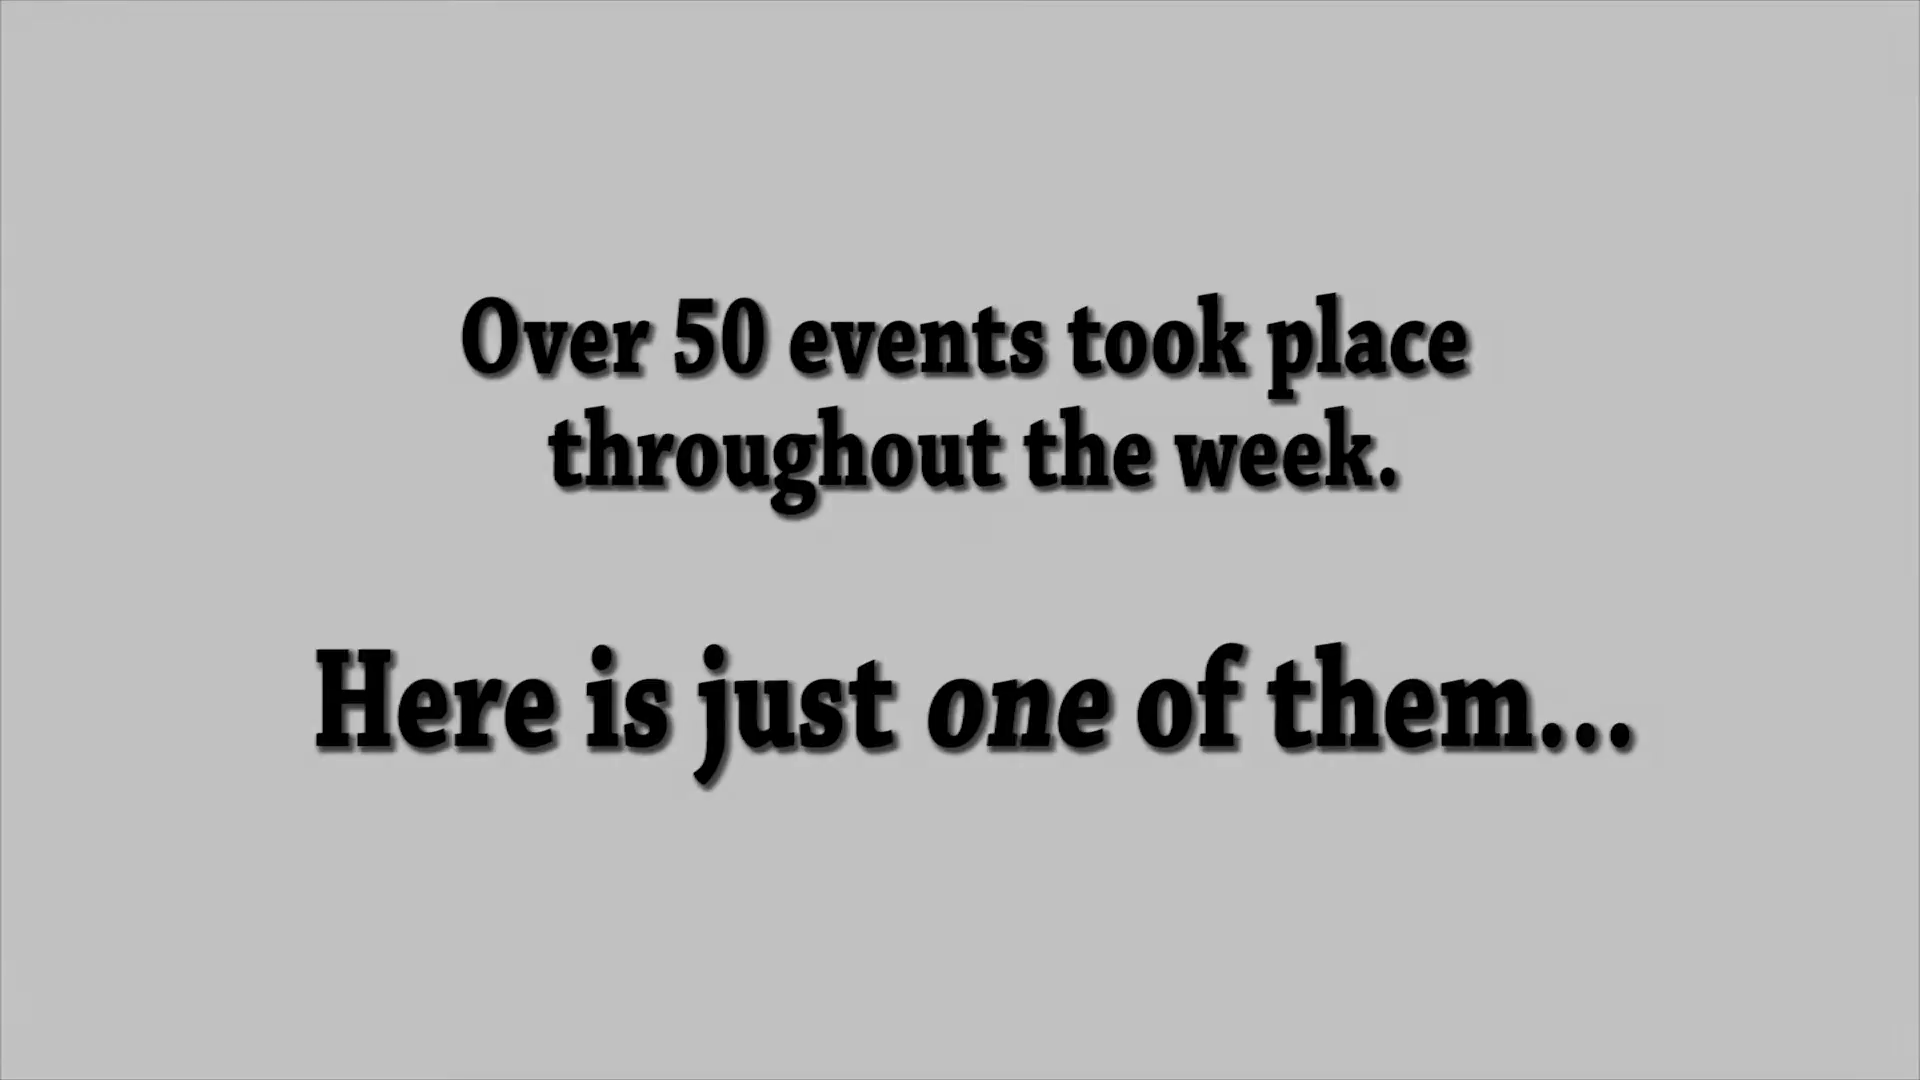 Over 50 events took place
throughout the week.
Here is just one of them...